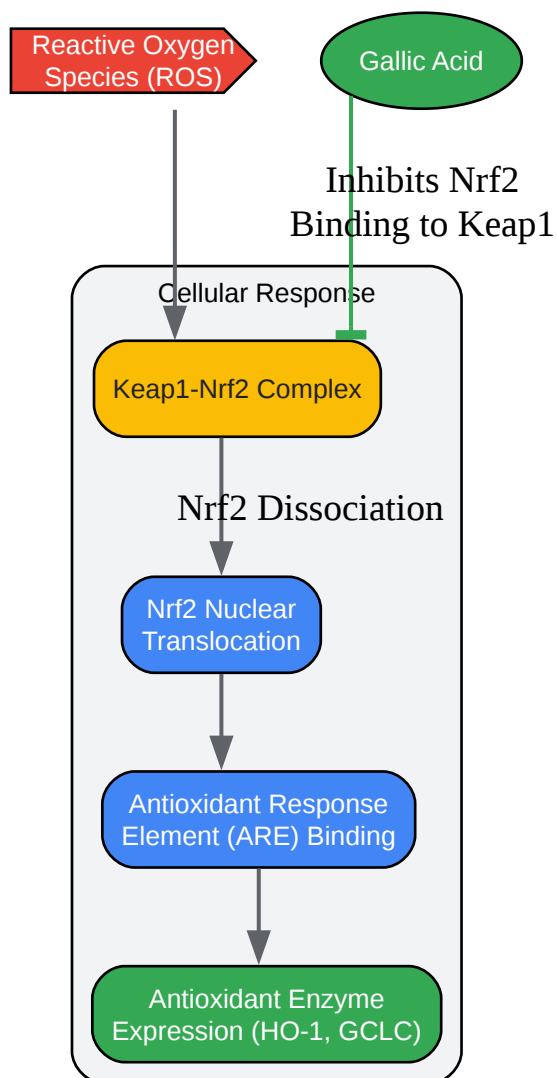 Reactive Oxygen
Species (ROS)
Gallic Acid
Inhibits Nrf2
Binding to Keap1
Cellular Response
Keap1-Nrf2 Complex
Nrf2 Dissociation
Nrf2 Nuclear
Translocation
Antioxidant Response
Element (ARE) Binding
Antioxidant Enzyme
Expression (HO-1, GCLC)